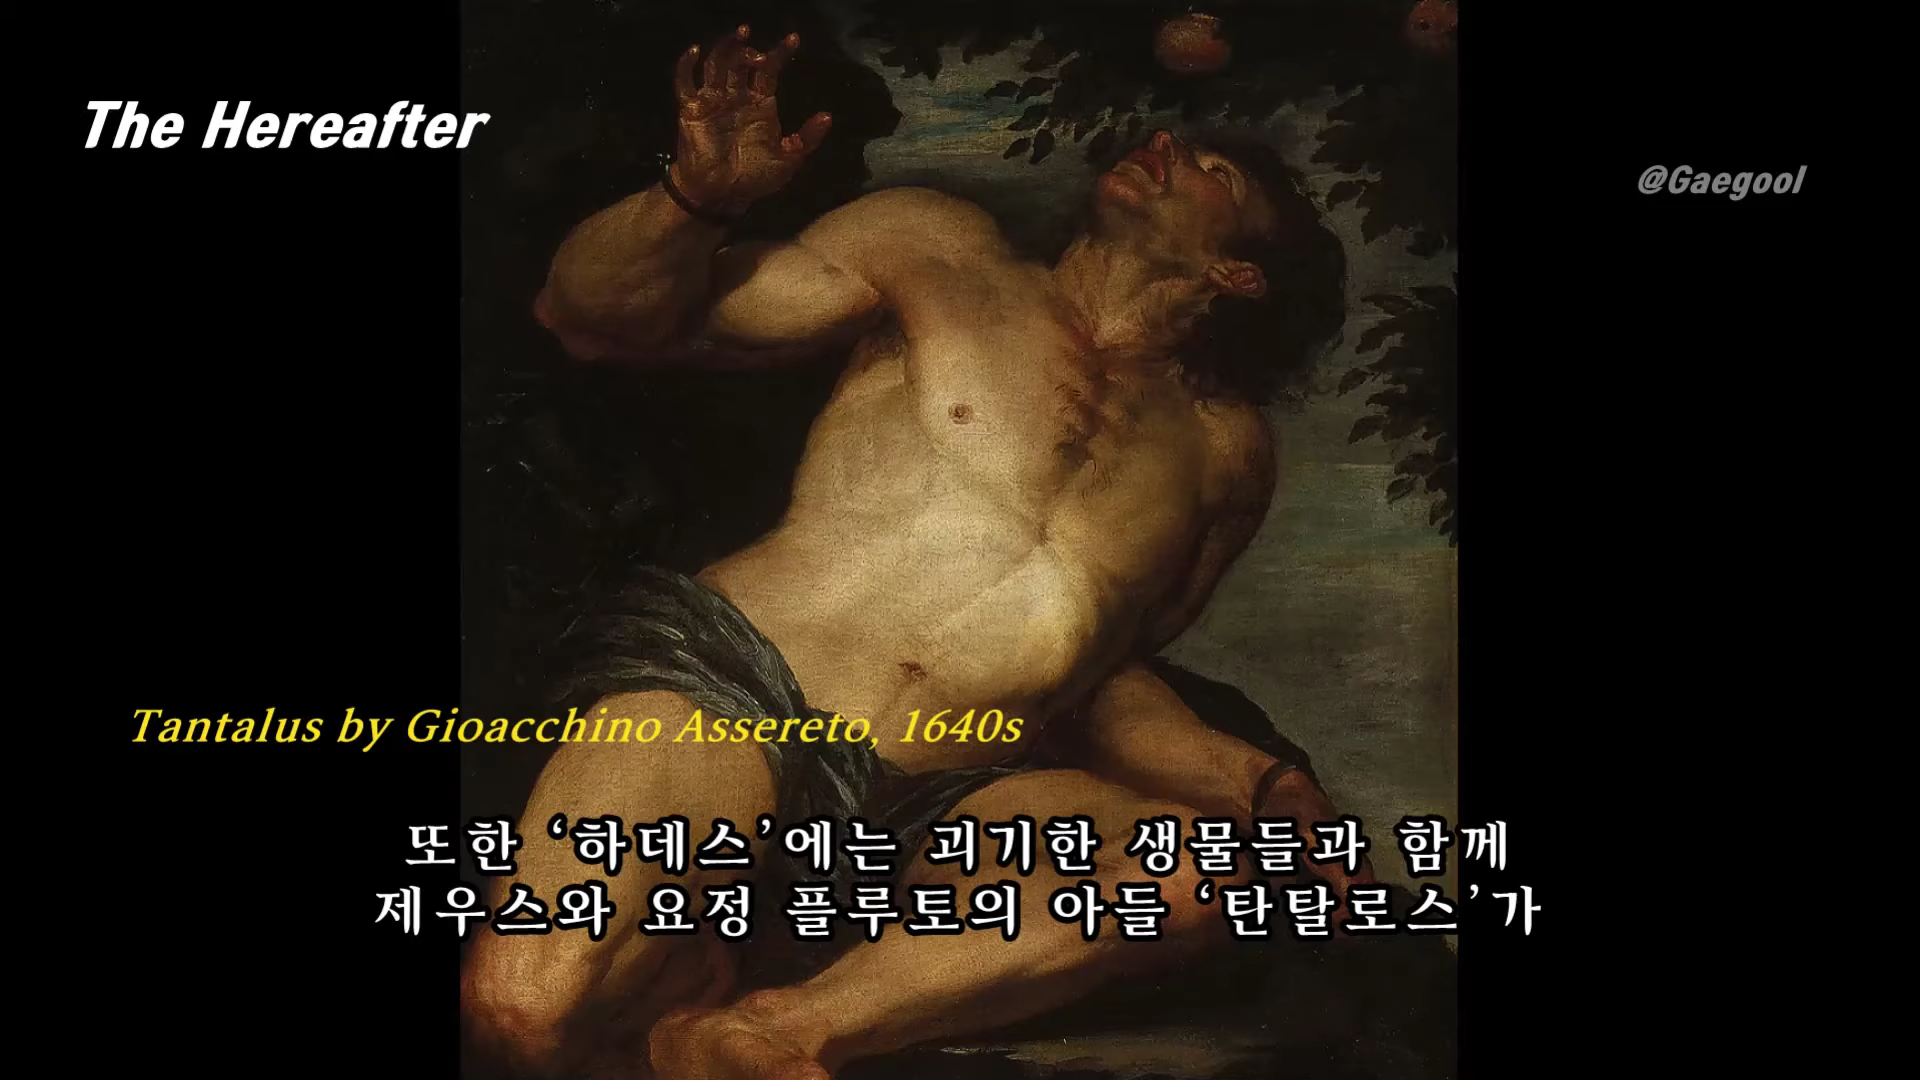 The Hereafter
@Gaegool
Tantalus by Gioacchino Assereto, 1640s
또한 ‘하데스’에는 괴기한 생물들과 함께
제우스와 요정 플루토의 아들 ‘탄탈로스’가